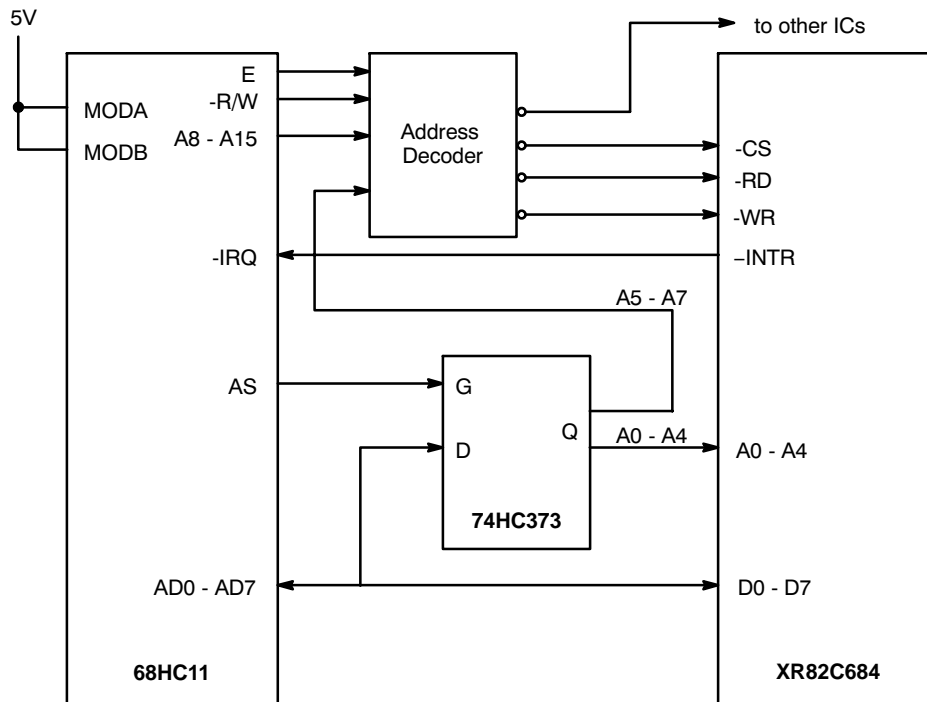 5V
to other ICs
E
-R/W
MODA
A8 - A15
MODB
Address
Decoder
-CS
-RD
-WR
-IRQ
–INTR
A5 - A7
AS
G
D
Q
A0 - A4
A0 - A4
74HC373
AD0 - AD7
D0 - D7
68HC11
XR82C684